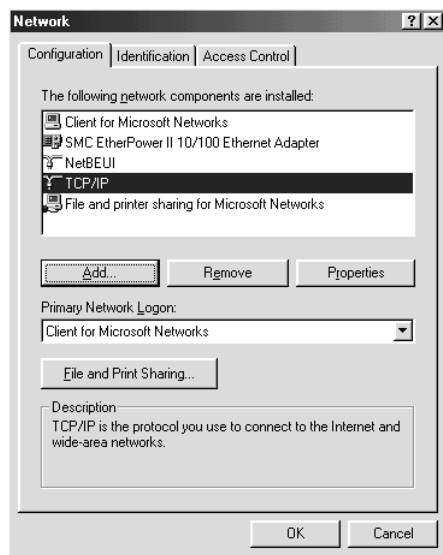 Network
Configuration Identification Access Control
The following network components are installed:
Client for Microsoft Networks
SMC EtherPower II 10/100 Ethernet Adapter
NetBEUI
TCP/IP
File and printer sharing for Microsoft Networks
Add... Remove Properties
Primary Network Logon:
Client for Microsoft Networks
File and Print Sharing...
Description
TCP/IP is the protocol you use to connect to the Internet and
wide-area networks.
OK Cancel